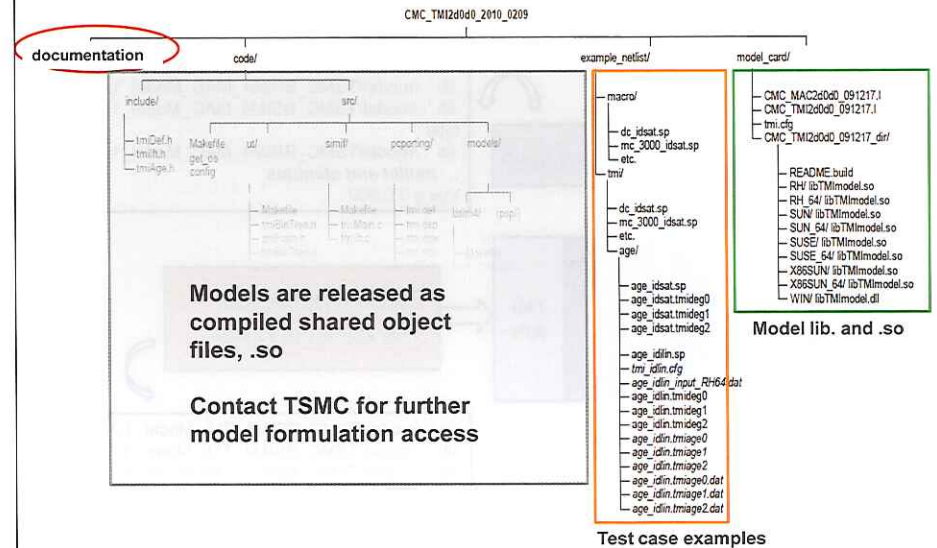 CMC_TMI2d0d0_2010_0209
documentation
code/
example_netlist/
model_card/
include/
src/
tmiDef.h
tmiItf.h
tmiAge.h
Makefile
get_os
config
ut/
simitf/
pcporting/
models/
Makefile
Makefile
tmiMain.c
tmi.def
Models are released as
compiled shared object
files, .so
Contact TSMC for further
model formulation access
macro/
dc_idsat.sp
mc_3000_idsat.sp
etc.
tmi/
dc_idsat.sp
mc_3000_idsat.sp
etc.
age/
age_idsat.sp
age_idsat.tmideg0
age_idsat.tmideg1
age_idsat.tmideg2
age_idlin.sp
tmi_idlin.cfg
age_idlin_input_RH64.dat
age_idlin.tmideg0
age_idlin.tmideg1
age_idlin.tmideg2
age_idlin.tmiage0
age_idlin.tmiage1
age_idlin.tmiage2
age_idlin.tmiage0.dat
age_idlin.tmiage1.dat
age_idlin.tmiage2.dat
Test case examples
CMC_MAC2d0d0_091217.l
CMC_TMI2d0d0_091217.l
tmi.cfg
CMC_TMI2d0d0_091217_dir/
README.build
RH/ libTMImodel.so
RH_64/ libTMImodel.so
SUN/ libTMImodel.so
SUN_64/ libTMImodel.so
SUSE/ libTMImodel.so
SUSE_64/ libTMImodel.so
X86SUN/ libTMImodel.so
X86SUN_64/ libTMImodel.so
WIN/ libTMImodel.dll
Model lib. and .so